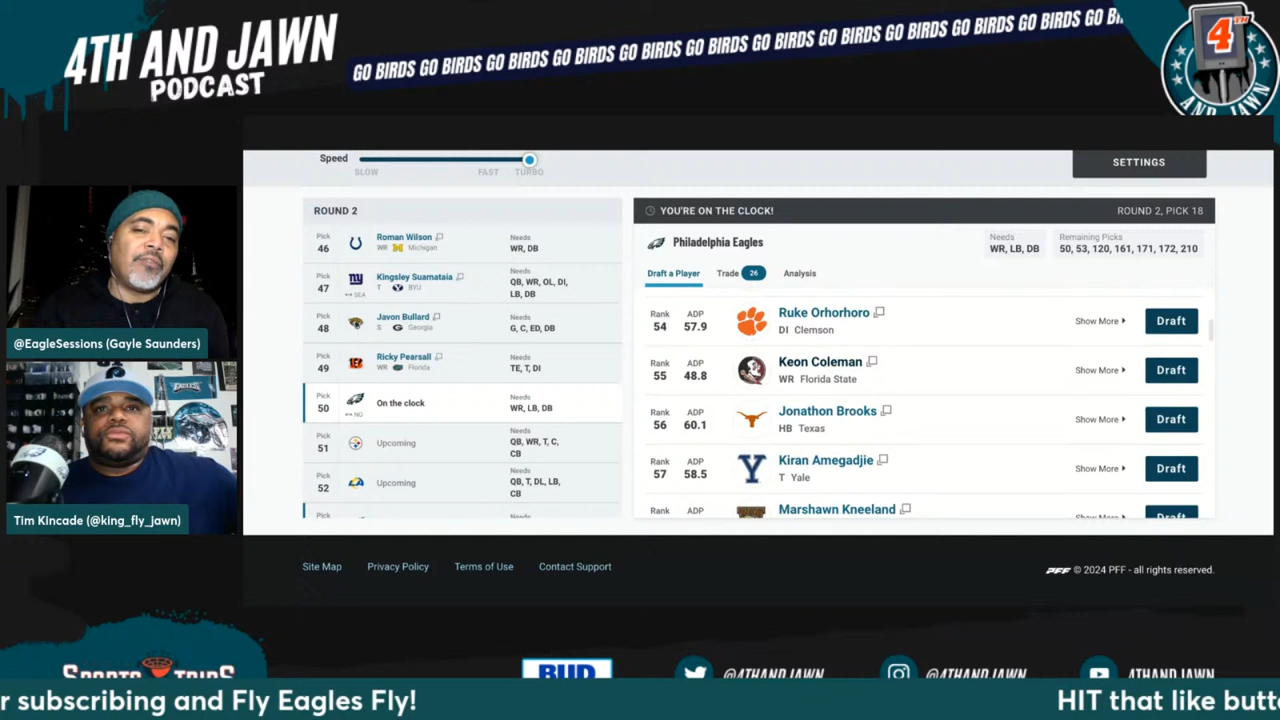 4TH AND JAWN
PODCAST
GO BIRDS GO BIRDS GO BIRDS GO BIRDS GO BIRDS GO BIRDS GO BIRDS GO
4TH
AND JAWN
Speed
SLOW
FAST
TURBO
SETTINGS
ROUND 2
Pick 46
Roman Wilson
WR Michigan
Needs
WR, DB
Pick 47
SEA
Kingsley Suamataia
T BYU
Needs
QB, WR, OL, DI,
LB, DB
Pick 48
Javon Bullard
S Georgia
Needs
G, C, ED, DB
Pick 49
Ricky Pearsall
WR Florida
Needs
TE, T, DI
Pick 50
NO
On the clock
Needs
WR, LB, DB
Pick 51
Upcoming
Needs
QB, WR, T, C,
CB
Pick 52
Upcoming
Needs
QB, T, DL, LB,
CB
Pick
Needs
YOU'RE ON THE CLOCK!
ROUND 2, PICK 18
Philadelphia Eagles
Needs
WR, LB, DB
Remaining Picks
50, 53, 120, 161, 171, 172, 210
Draft a Player
Trade 26
Analysis
Rank 54
ADP 57.9
Ruke Orhorhoro
DI Clemson
Show More
Draft
Rank 55
ADP 48.8
Keon Coleman
WR Florida State
Show More
Draft
Rank 56
ADP 60.1
Jonathon Brooks
HB Texas
Show More
Draft
Rank 57
ADP 58.5
Kiran Amegadjie
T Yale
Show More
Draft
Rank
ADP
Marshawn Kneeland
Show More
Draft
Site Map
Privacy Policy
Terms of Use
Contact Support
PFF © 2024 PFF - all rights reserved.
@EagleSessions (Gayle Saunders)
EAGLES
Tim Kincade (@king_fly_jawn)
BUD
@4THANDJAWN
@4THANDJAWN
4THANDJAWN
r subscribing and Fly Eagles Fly!
HIT that like butt